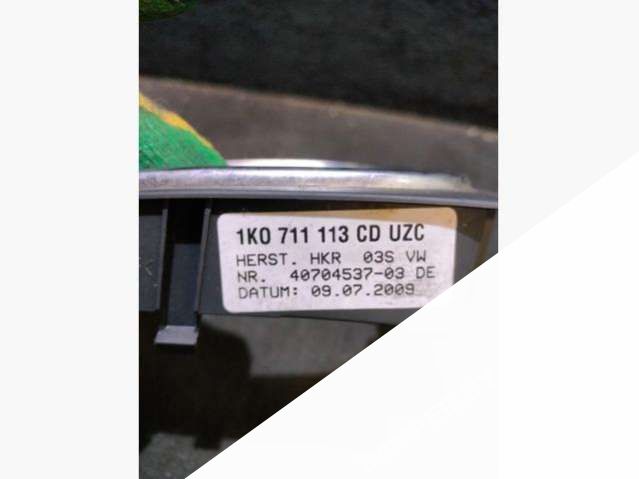 1K0 711 113 CD UZC
HERST. HKR 03S VW
NR. 40704537-03 DE
DATUM: 09.07.2009